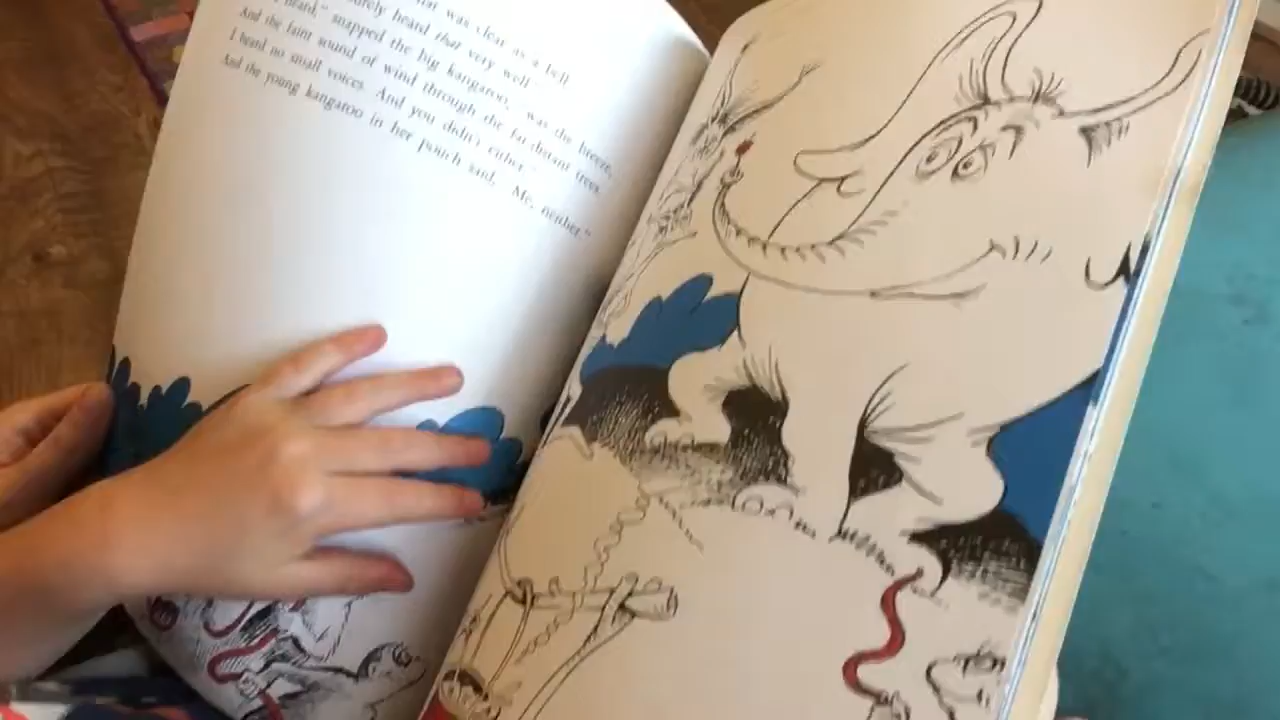 that was clear as a bell.
surely heard that very well."
heard," snapped the big kangaroo, "was the breeze,
And the faint sound of wind through the far distant trees.
I heard no small voices. And you didn't either."
And the young kangaroo in her pouch said, "Me, neither."